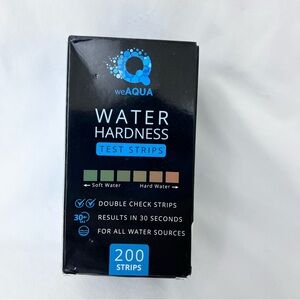 weAQUA
WATER
HARDNESS
TEST STRIPS
← Soft Water Hard Water →
DOUBLE CHECK STRIPS
30 RESULTS IN 30 SECONDS
FOR ALL WATER SOURCES
200
STRIPS